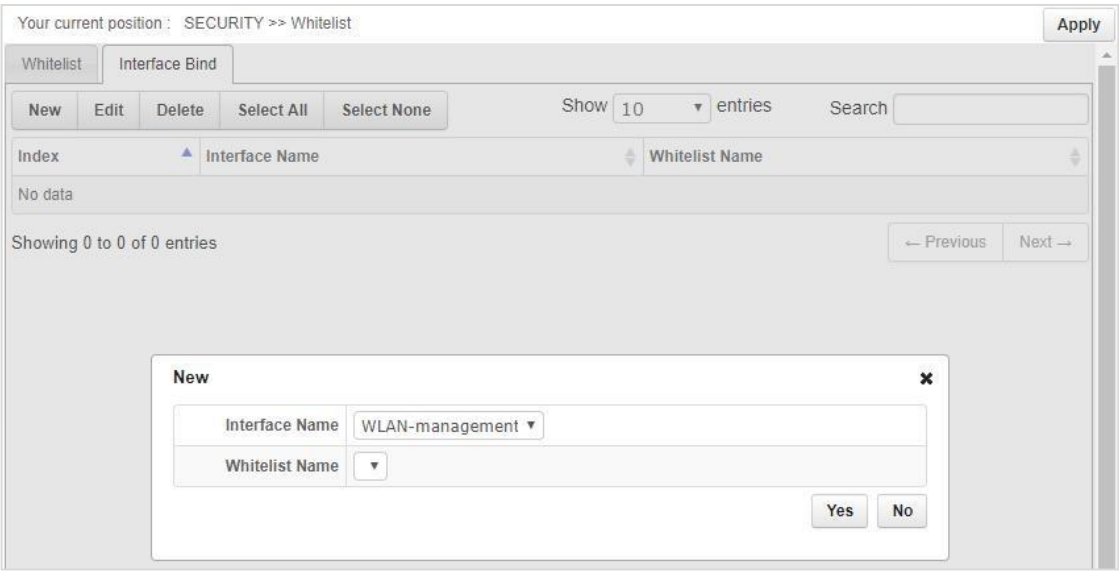 Your current position : SECURITY >> Whitelist Apply
Whitelist Interface Bind
New Edit Delete Select All Select None Show 10 entries Search
Index Interface Name Whitelist Name
No data
Showing 0 to 0 of 0 entries ← Previous Next →
New ×
Interface Name WLAN-management
Whitelist Name
Yes No